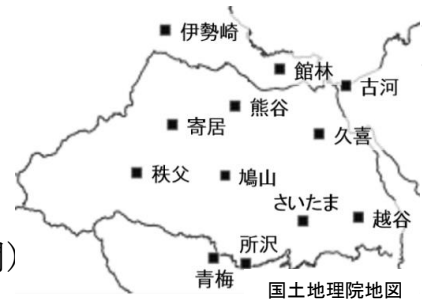 伊勢崎
館林
古河
熊谷
寄居
久喜
秩父
鳩山
さいたま
越谷
所沢
青梅
国土地理院地図